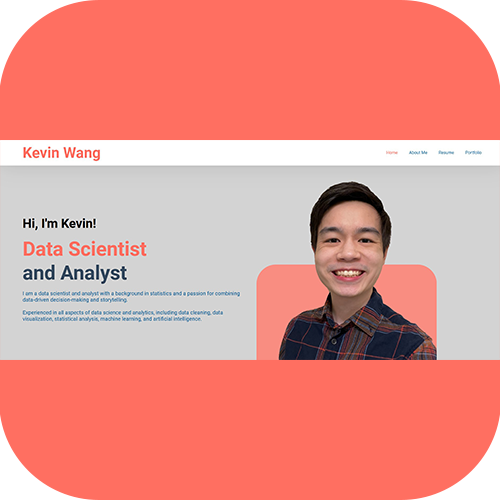 Kevin Wang
Home About Me Resume Portfolio
Hi, I'm Kevin!
Data Scientist
and Analyst
I am a data scientist and analyst with a background in statistics and a passion for combining
data-driven decision-making and storytelling.
Experienced in all aspects of data science and analytics, including data cleaning, data
visualization, statistical analysis, machine learning, and artificial intelligence.